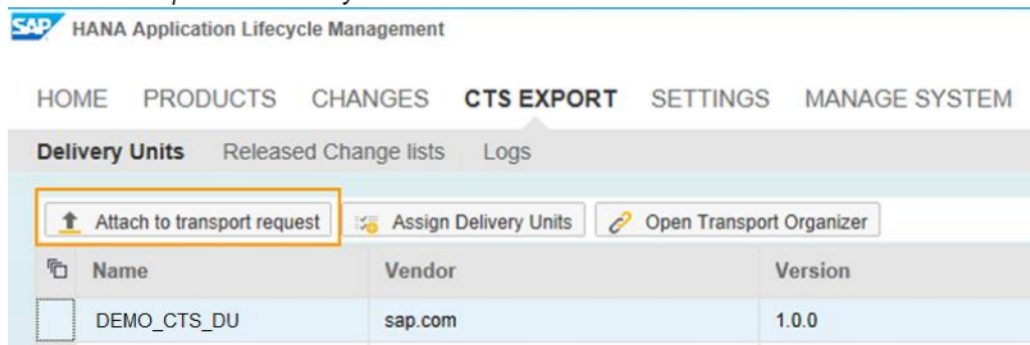 SAP HANA Application Lifecycle Management
HOME PRODUCTS CHANGES CTS EXPORT SETTINGS MANAGE SYSTEM
Delivery Units Released Change lists Logs
Attach to transport request Assign Delivery Units Open Transport Organizer
Name Vendor Version
DEMO_CTS_DU sap.com 1.0.0